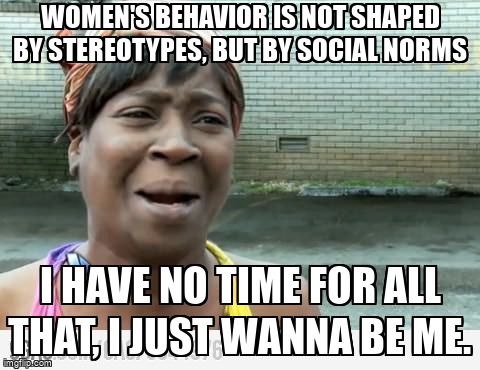 WOMEN'S BEHAVIOR IS NOT SHAPED
BY STEREOTYPES, BUT BY SOCIAL NORMS
I HAVE NO TIME FOR ALL
THAT, I JUST WANNA BE ME.
imgflip.com